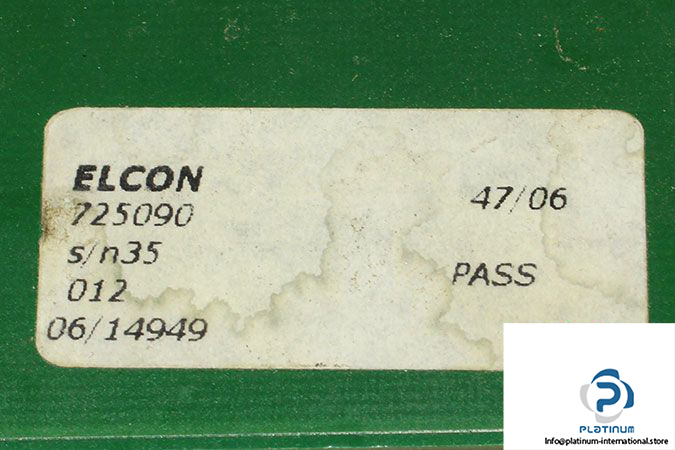 ELCON
725090
s/n35
012
06/14949
47/06
PASS
PLATINUM
Info@platinum-international.store